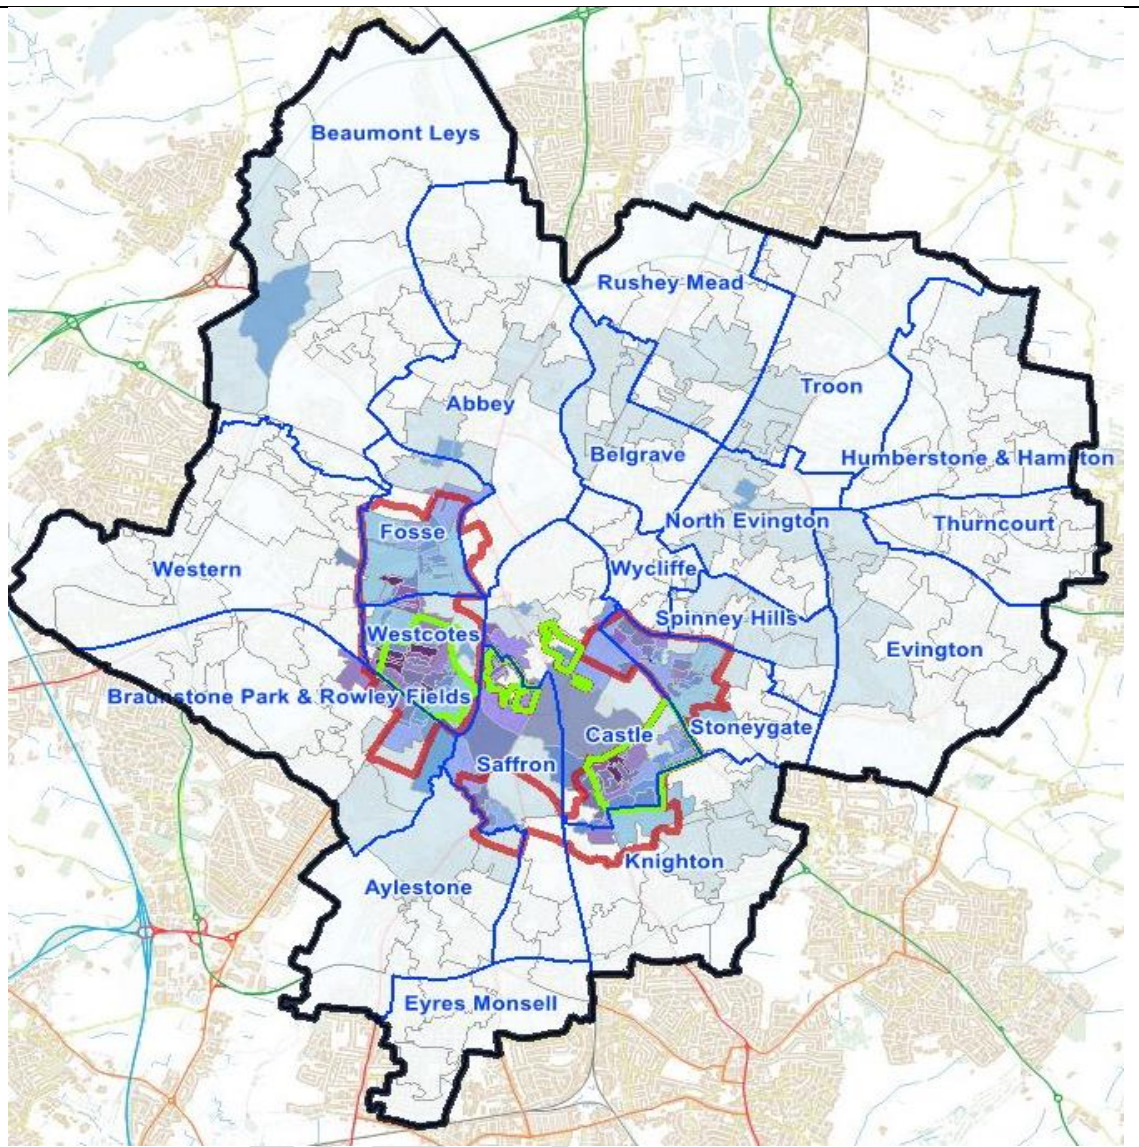 Beaumont Leys
Rushey Mead
Troon
Abbey
Belgrave
Humberstone & Hamilton
North Evington
Thurncourt
Fosse
Western
Wycliffe
Spinney Hills
Westcotes
Evington
Braunstone Park & Rowley Fields
Stoneygate
Castle
Saffron
Knighton
Aylestone
Eyres Monsell